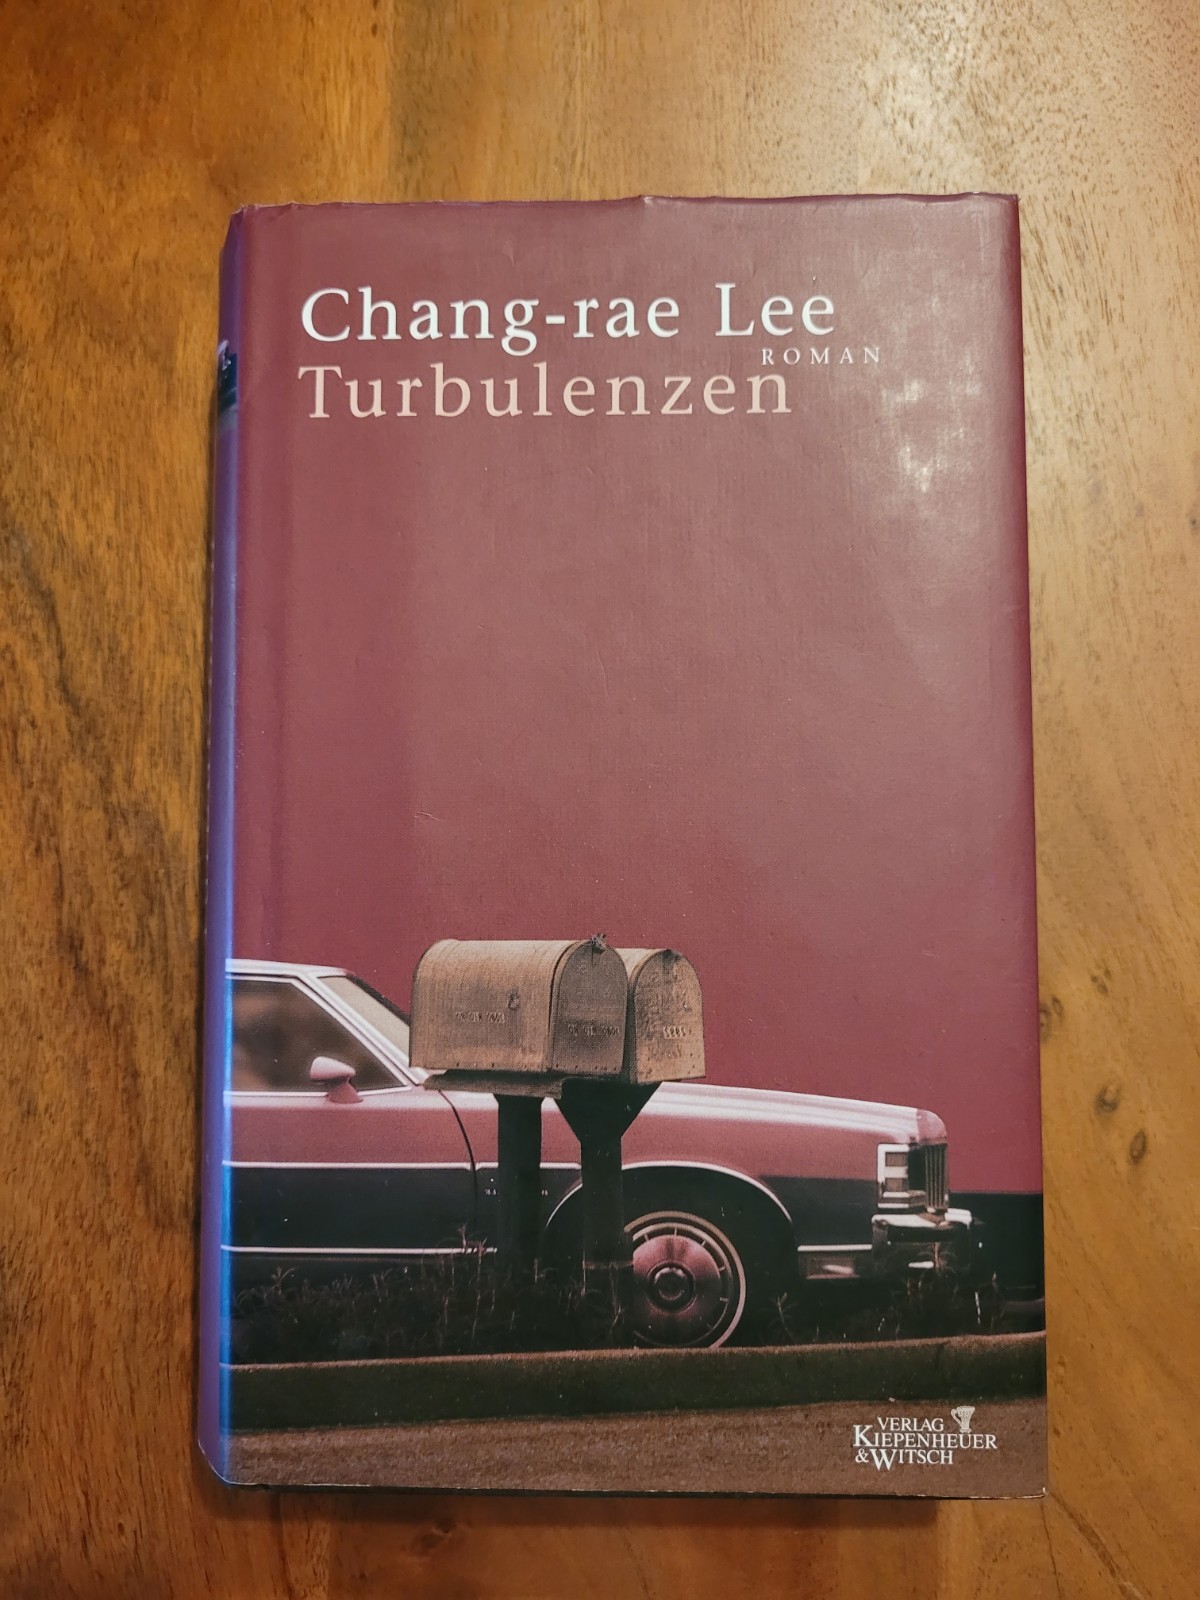 Chang-rae Lee
ROMAN
Turbulenzen
VERLAG
KIEPENHEUER
&WITSCH